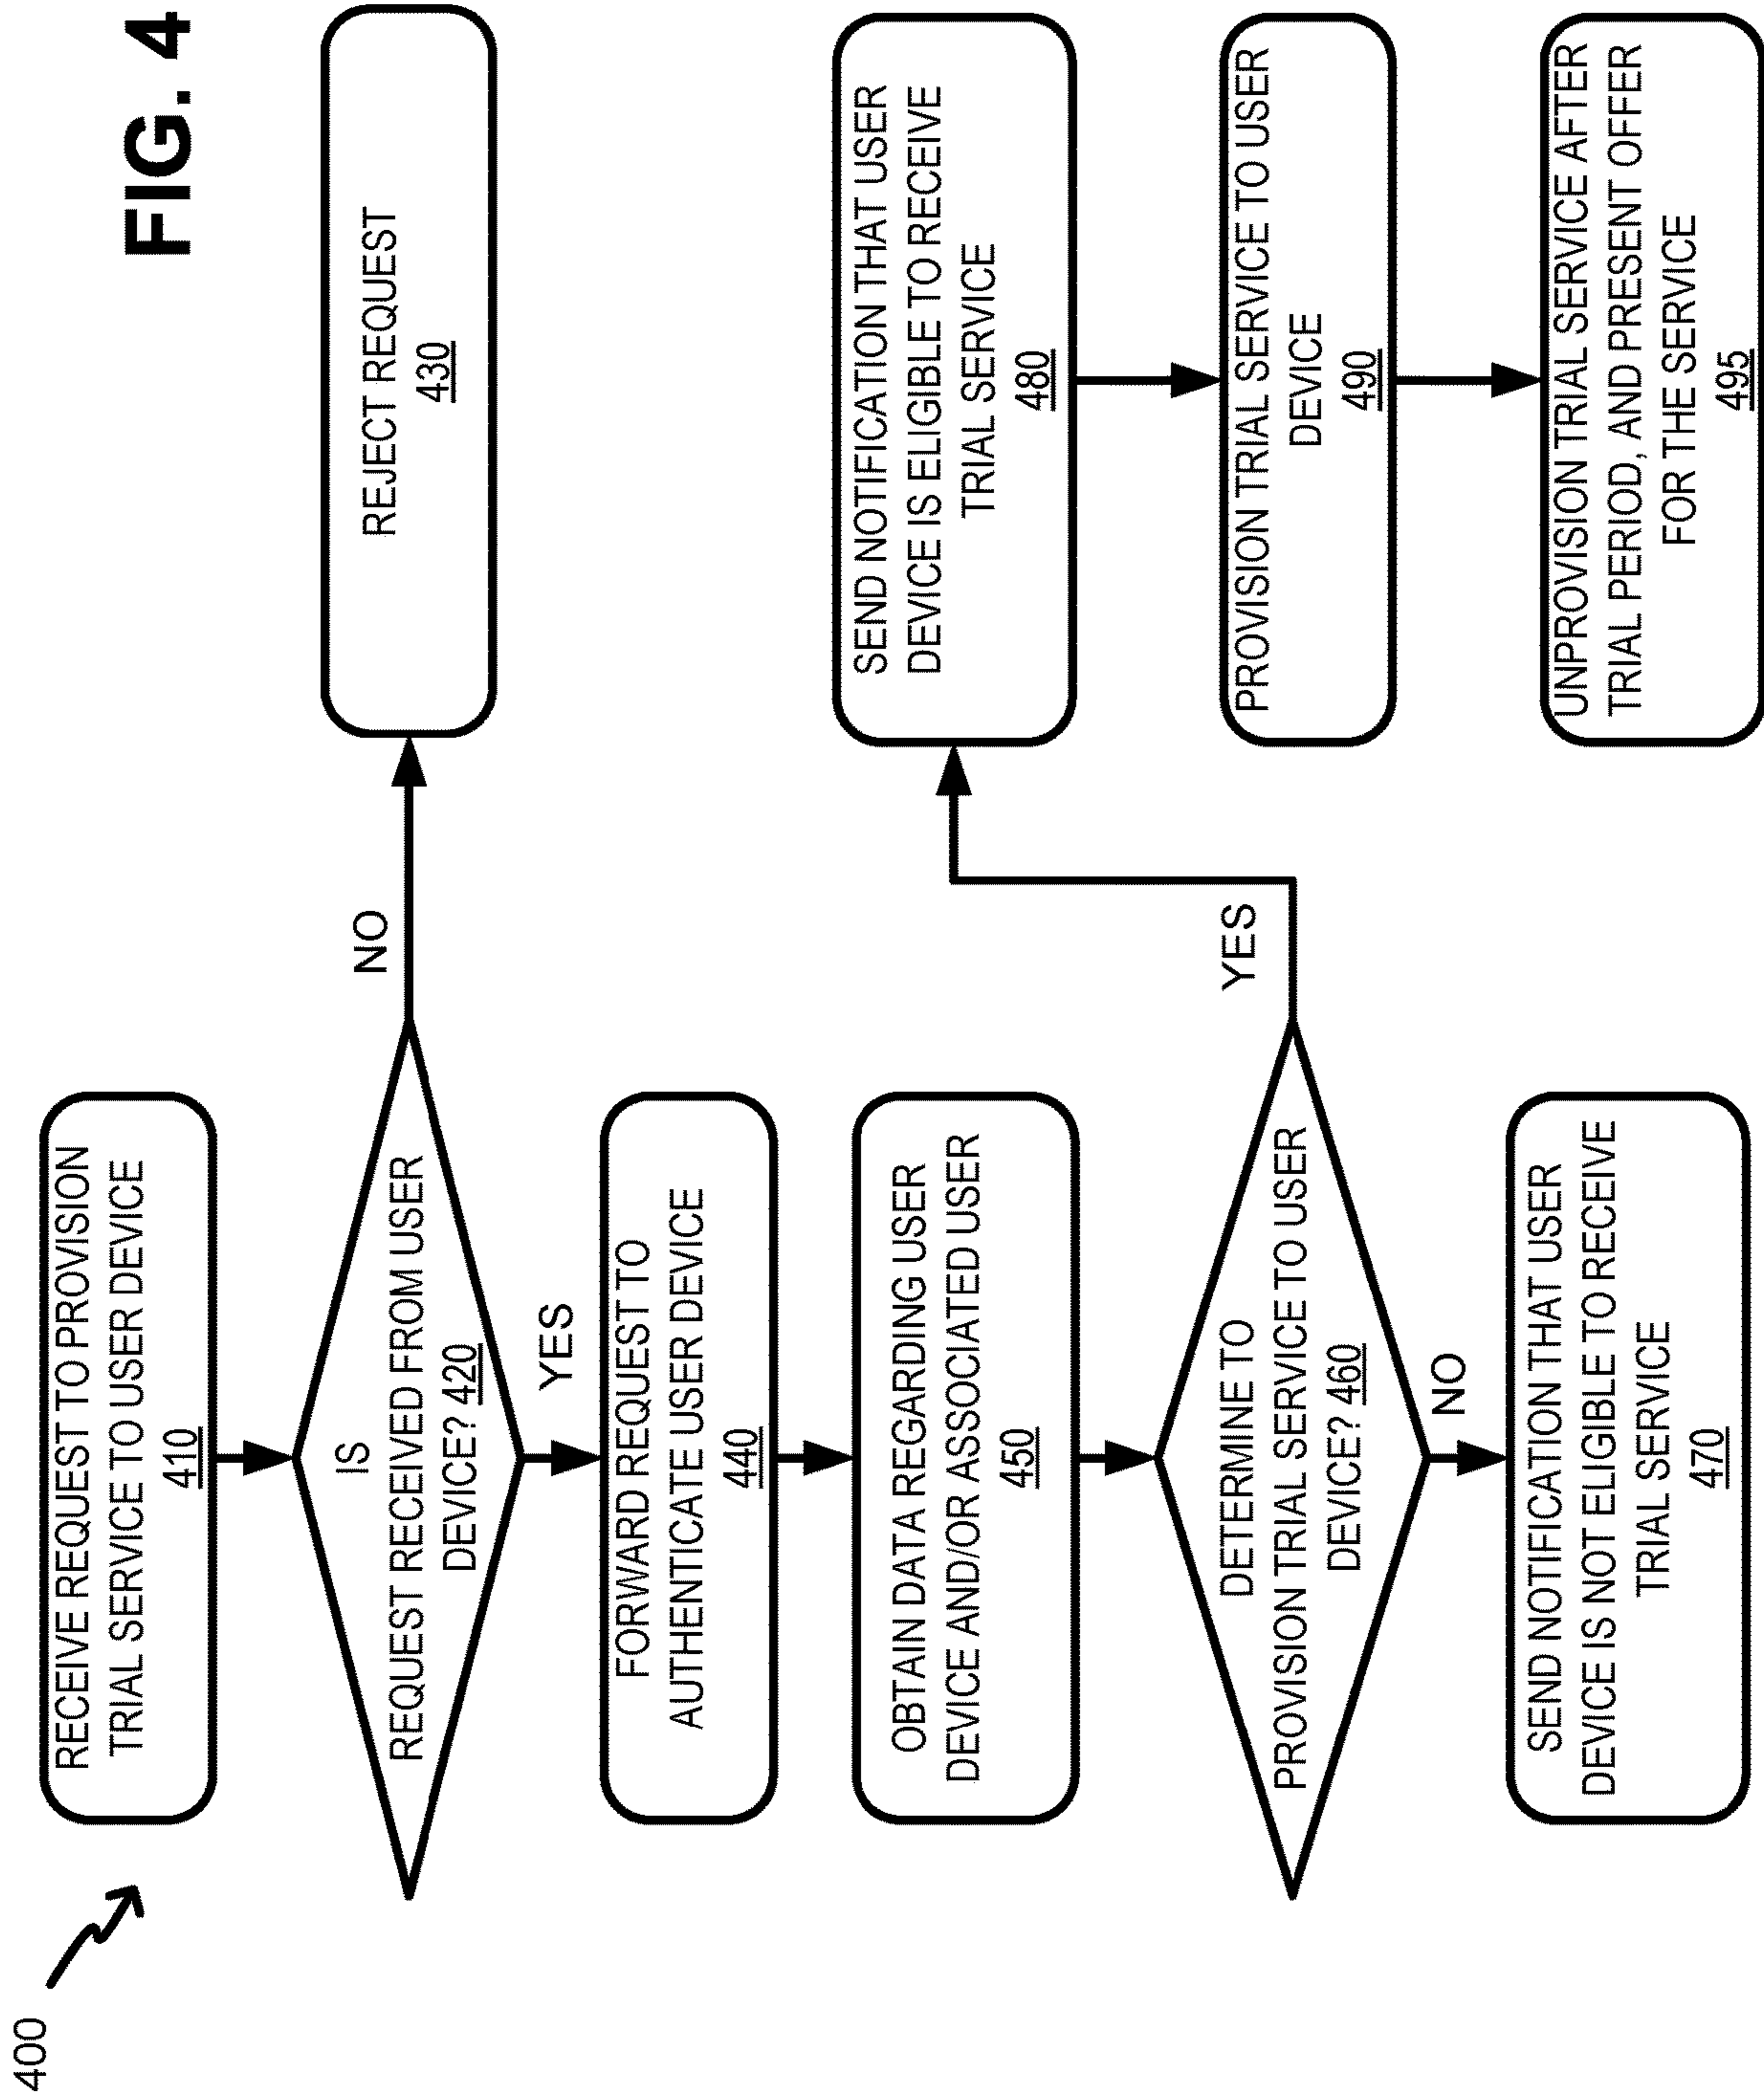 400
FIG. 4
RECEIVE REQUEST TO PROVISION
TRIAL SERVICE TO USER DEVICE
410
IS
REQUEST RECEIVED FROM USER
DEVICE? 420
NO
REJECT REQUEST
430
YES
FORWARD REQUEST TO
AUTHENTICATE USER DEVICE
440
OBTAIN DATA REGARDING USER
DEVICE AND/OR ASSOCIATED USER
450
DETERMINE TO
PROVISION TRIAL SERVICE TO USER
DEVICE? 460
NO
SEND NOTIFICATION THAT USER
DEVICE IS NOT ELIGIBLE TO RECEIVE
TRIAL SERVICE
470
YES
SEND NOTIFICATION THAT USER
DEVICE IS ELIGIBLE TO RECEIVE
TRIAL SERVICE
480
PROVISION TRIAL SERVICE TO USER
DEVICE
490
UNPROVISION TRIAL SERVICE AFTER
TRIAL PERIOD, AND PRESENT OFFER
FOR THE SERVICE
495